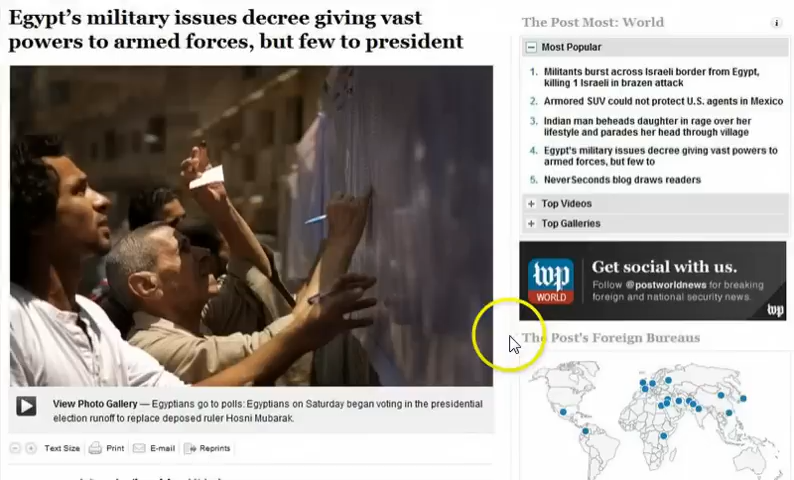 Egypt's military issues decree giving vast
powers to armed forces, but few to president
View Photo Gallery — Egyptians go to polls: Egyptians on Saturday began voting in the presidential
election runoff to replace deposed ruler Hosni Mubarak.
Text Size Print E-mail Reprints
The Post Most: World
Most Popular
1. Militants burst across Israeli border from Egypt,
killing 1 Israeli in brazen attack
2. Armored SUV could not protect U.S. agents in Mexico
3. Indian man beheads daughter in rage over her
lifestyle and parades her head through village
4. Egypt's military issues decree giving vast powers to
armed forces, but few to
5. NeverSeconds blog draws readers
Top Videos
Top Galleries
wp
WORLD
Get social with us.
Follow @postworldnews for breaking
foreign and national security news.
wp
The Post's Foreign Bureaus